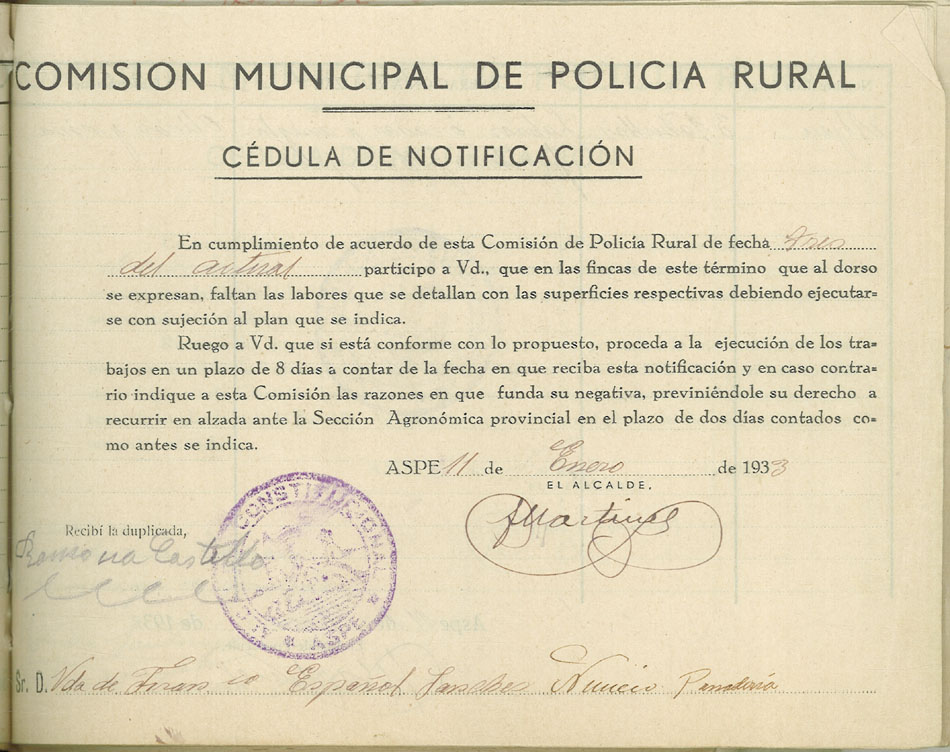 COMISION MUNICIPAL DE POLICIA RURAL
CÉDULA DE NOTIFICACIÓN
En cumplimiento de acuerdo de esta Comisión de Policía Rural de fecha tres
del actual participo a Vd., que en las fincas de este término que al dorso
se expresan, faltan las labores que se detallan con las superficies respectivas debiendo ejecutar=
se con sujeción al plan que se indica.
Ruego a Vd. que si está conforme con lo propuesto, proceda a la ejecución de los tra=
bajos en un plazo de 8 días a contar de la fecha en que reciba esta notificación y en caso contra=
rio indique a esta Comisión las razones en que funda su negativa, previniéndole su derecho a
recurrir en alzada ante la Sección Agronómica provincial en el plazo de dos días contados co=
mo antes se indica.
ASPE 11 de Enero de 1933
EL ALCALDE,
Martínez
CONSTITUCIONAL
ASPE
Recibí la duplicada,
Ramona Castelló
Sr. D. Vda de Español